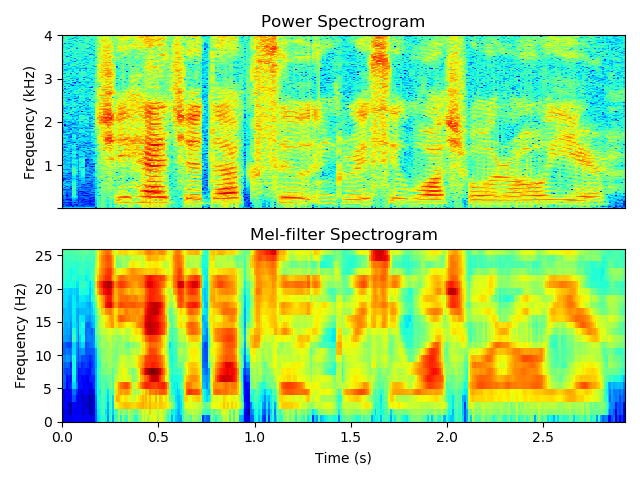 Power Spectrogram
4
3
2
1
Frequency (kHz)
Mel-filter Spectrogram
25
20
15
10
5
0
Frequency (Hz)
0.0 0.5 1.0 1.5 2.0 2.5
Time (s)